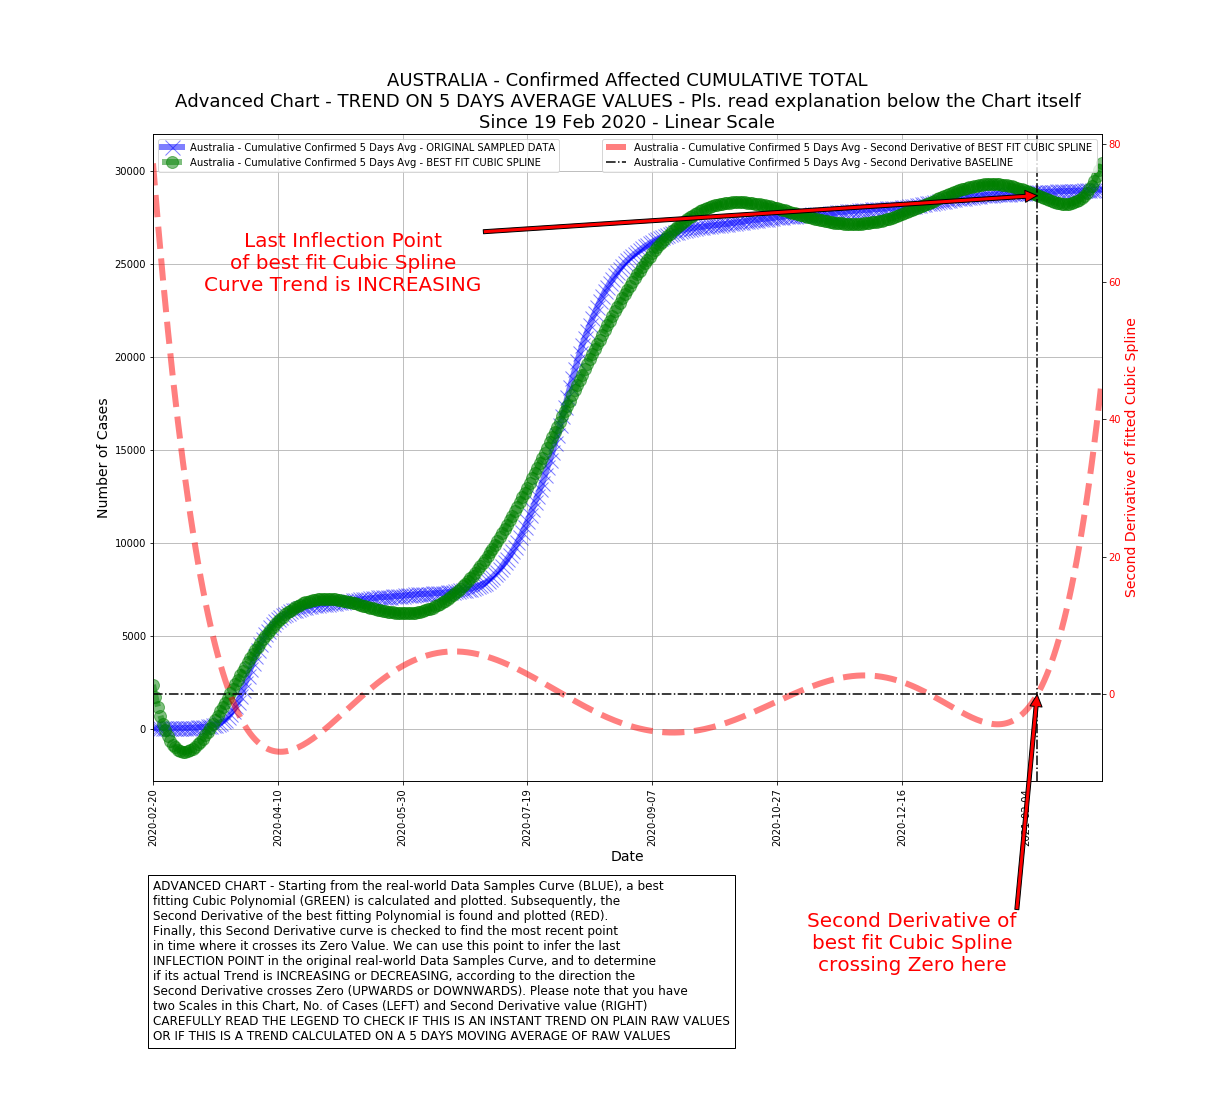 AUSTRALIA - Confirmed Affected CUMULATIVE TOTAL
Advanced Chart - TREND ON 5 DAYS AVERAGE VALUES - Pls. read explanation below the Chart itself
Since 19 Feb 2020 - Linear Scale
Australia - Cumulative Confirmed 5 Days Avg - ORIGINAL SAMPLED DATA
Australia - Cumulative Confirmed 5 Days Avg - BEST FIT CUBIC SPLINE
Australia - Cumulative Confirmed 5 Days Avg - Second Derivative of BEST FIT CUBIC SPLINE
Australia - Cumulative Confirmed 5 Days Avg - Second Derivative BASELINE
Last Inflection Point
of best fit Cubic Spline
Curve Trend is INCREASING
Number of Cases
30000
25000
20000
15000
10000
5000
0
80
60
40
20
0
Second Derivative of fitted Cubic Spline
2020-02-20
2020-04-10
2020-05-30
2020-07-19
2020-09-07
2020-10-27
2020-12-16
2021-02-04
Date
ADVANCED CHART - Starting from the real-world Data Samples Curve (BLUE), a best
fitting Cubic Polynomial (GREEN) is calculated and plotted. Subsequently, the
Second Derivative of the best fitting Polynomial is found and plotted (RED).
Finally, this Second Derivative curve is checked to find the most recent point
in time where it crosses its Zero Value. We can use this point to infer the last
INFLECTION POINT in the original real-world Data Samples Curve, and to determine
if its actual Trend is INCREASING or DECREASING, according to the direction the
Second Derivative crosses Zero (UPWARDS or DOWNWARDS). Please note that you have
two Scales in this Chart, No. of Cases (LEFT) and Second Derivative value (RIGHT)
CAREFULLY READ THE LEGEND TO CHECK IF THIS IS AN INSTANT TREND ON PLAIN RAW VALUES
OR IF THIS IS A TREND CALCULATED ON A 5 DAYS MOVING AVERAGE OF RAW VALUES
Second Derivative of
best fit Cubic Spline
crossing Zero here